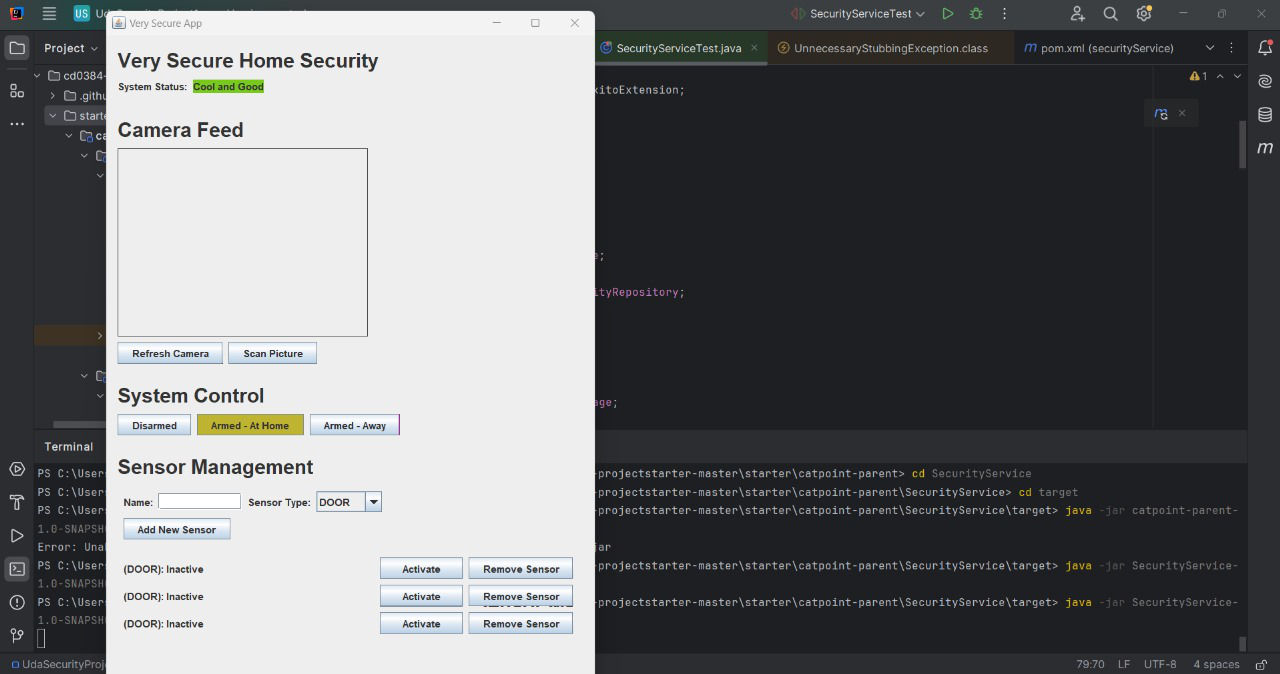 US
SecurityServiceTest
Very Secure App
Project
SecurityServiceTest.java
UnnecessaryStubbingException.class
pom.xml (securityService)
Very Secure Home Security
System Status: Cool and Good
cd0384-
1
.githu
starte
ca
Camera Feed
Refresh Camera
Scan Picture
System Control
Disarmed
Armed - At Home
Armed - Away
Sensor Management
Name:
Sensor Type:
DOOR
Add New Sensor
(DOOR): Inactive
Activate
Remove Sensor
(DOOR): Inactive
Activate
Remove Sensor
(DOOR): Inactive
Activate
Remove Sensor
xitoExtension;
e;
ityRepository;
age;
Terminal
PS C:\Users
-projectstarter-master\starter\catpoint-parent> cd SecurityService
PS C:\Users
-projectstarter-master\starter\catpoint-parent\SecurityService> cd target
PS C:\Users
-projectstarter-master\starter\catpoint-parent\SecurityService\target> java -jar catpoint-parent-
1.0-SNAPSHO
Error: Unab
jar
PS C:\Users
-projectstarter-master\starter\catpoint-parent\SecurityService\target> java -jar SecurityService-
1.0-SNAPSHO
PS C:\Users
-projectstarter-master\starter\catpoint-parent\SecurityService\target> java -jar SecurityService-
1.0-SNAPSHO
UdaSecurityProj
79:70
LF
UTF-8
4 spaces